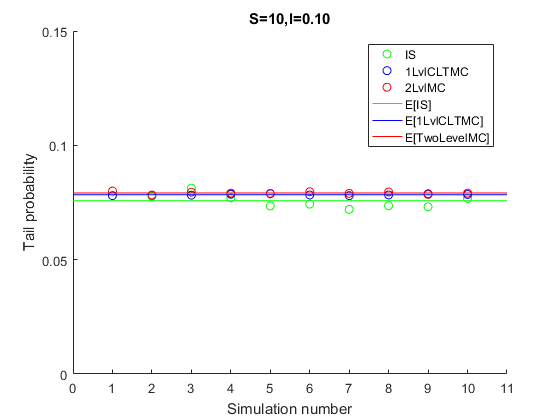 S=10,l=0.10
IS
1LvlCLTMC
2LvlMC
E[IS]
E[1LvlCLTMC]
E[TwoLevelMC]
Tail probability
0.15
0.1
0.05
0
0 1 2 3 4 5 6 7 8 9 10 11
Simulation number